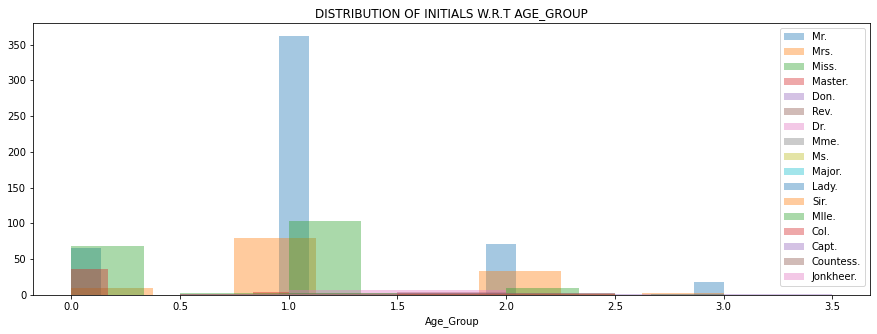 DISTRIBUTION OF INITIALS W.R.T AGE_GROUP
350
300
250
200
150
100
50
0
0.0 0.5 1.0 1.5 2.0 2.5 3.0 3.5
Age_Group
Mr.
Mrs.
Miss.
Master.
Don.
Rev.
Dr.
Mme.
Ms.
Major.
Lady.
Sir.
Mlle.
Col.
Capt.
Countess.
Jonkheer.